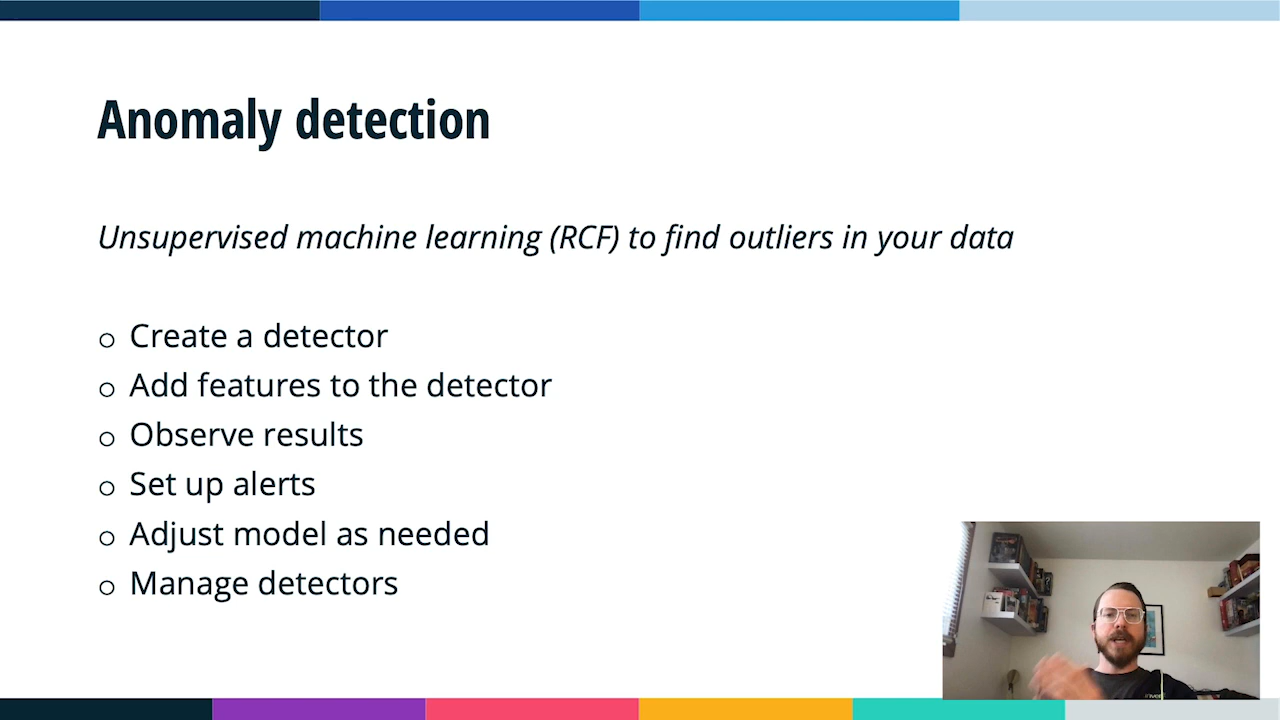 Anomaly detection
Unsupervised machine learning (RCF) to find outliers in your data
Create a detector
Add features to the detector
Observe results
Set up alerts
Adjust model as needed
Manage detectors